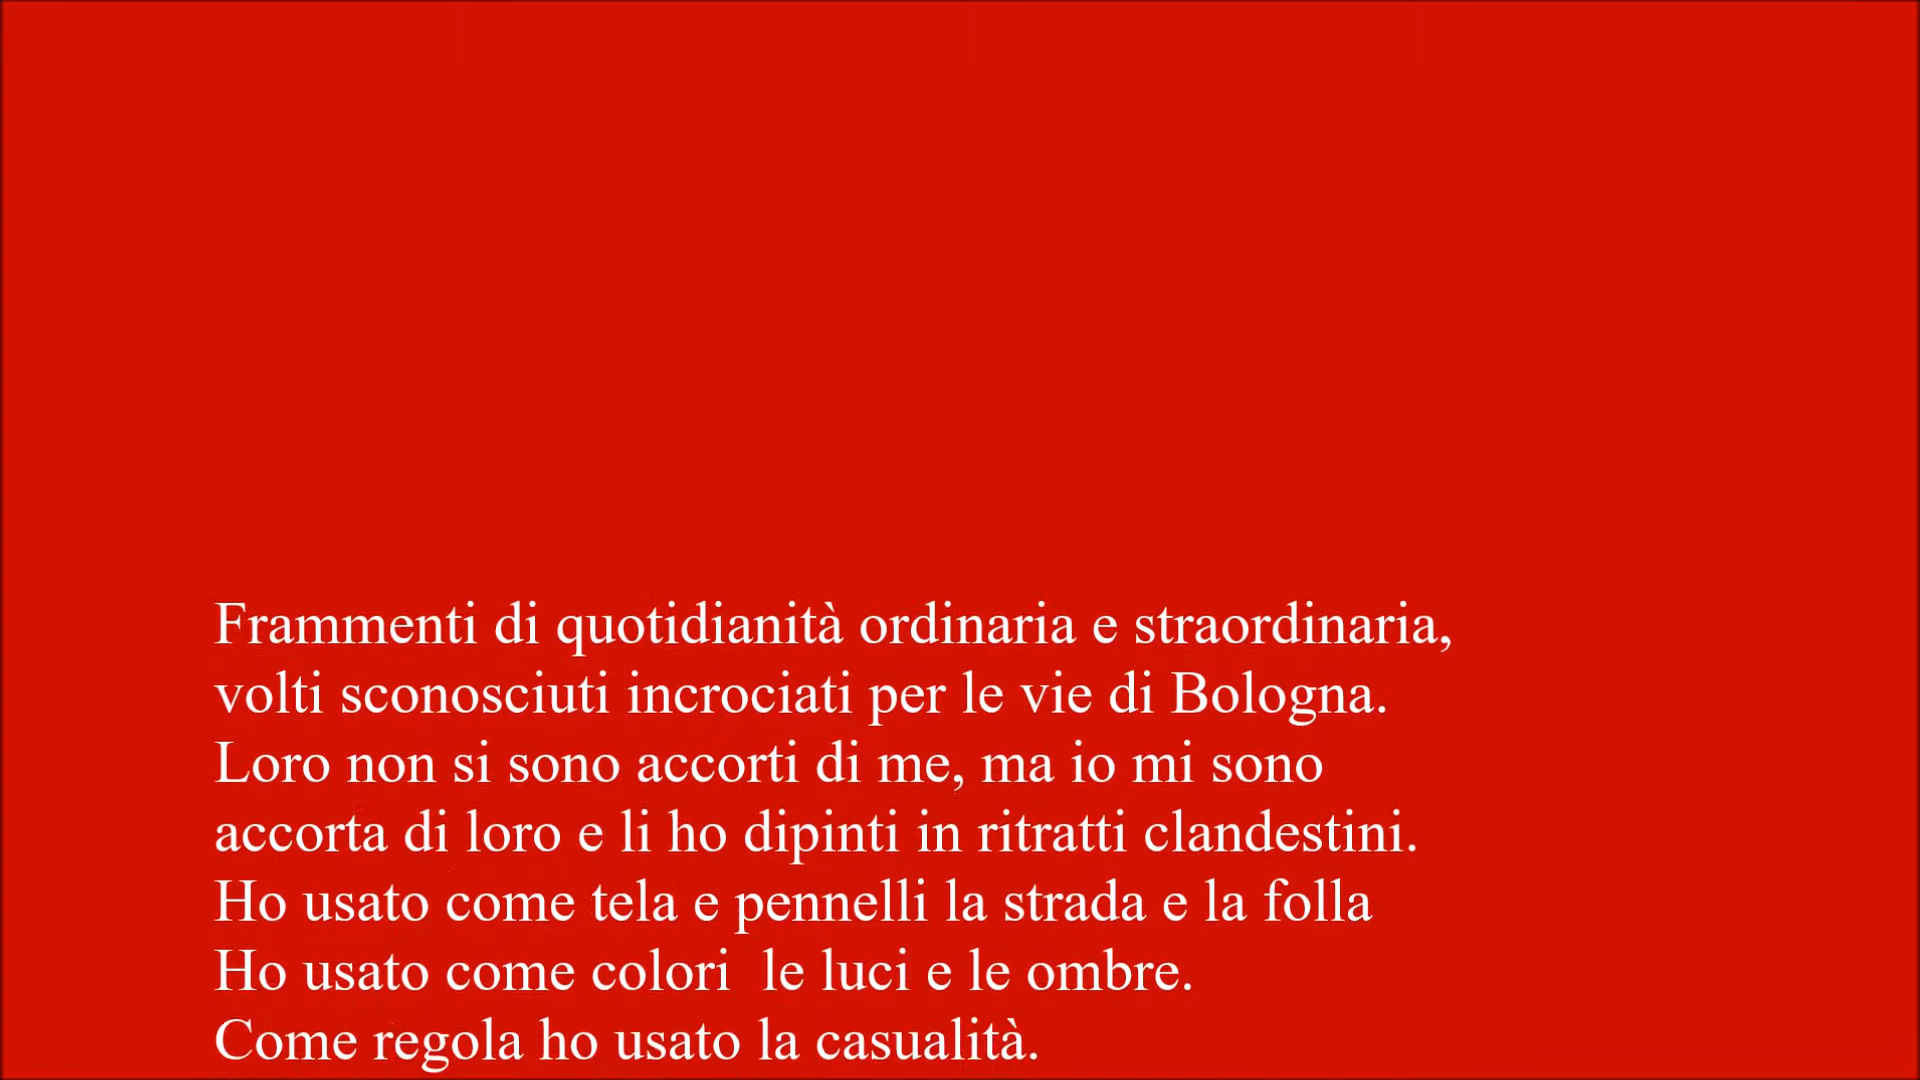 Frammenti di quotidianità ordinaria e straordinaria,
volti sconosciuti incrociati per le vie di Bologna.
Loro non si sono accorti di me, ma io mi sono
accorta di loro e li ho dipinti in ritratti clandestini.
Ho usato come tela e pennelli la strada e la folla
Ho usato come colori  le luci e le ombre.
Come regola ho usato la casualità.